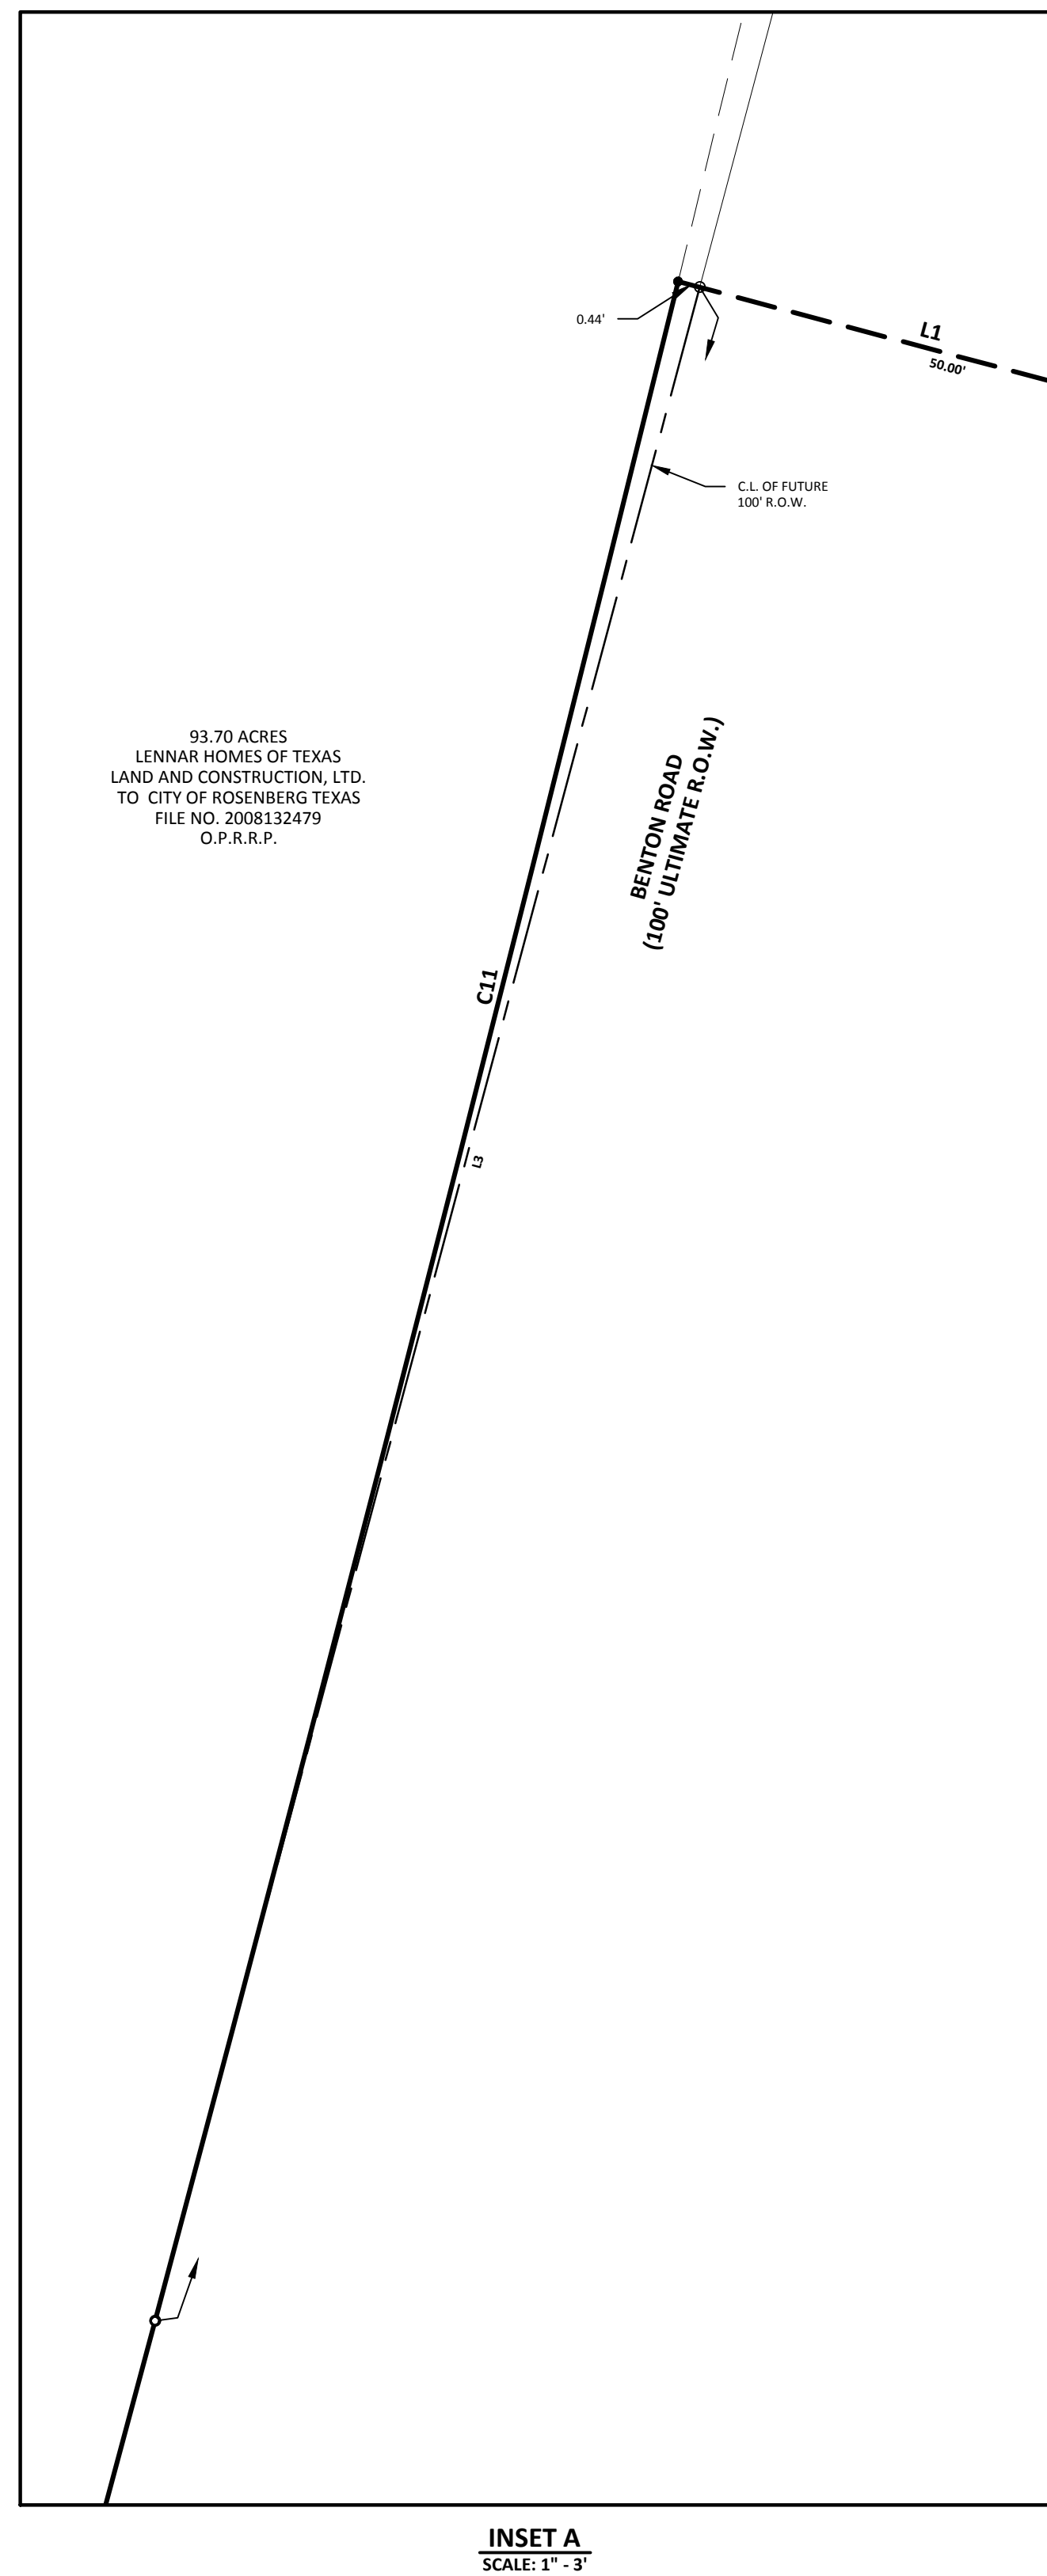 0.44'
L1
50.00'
C.L. OF FUTURE
100' R.O.W.
93.70 ACRES
LENNAR HOMES OF TEXAS
LAND AND CONSTRUCTION, LTD.
TO CITY OF ROSENBERG TEXAS
FILE NO. 2008132479
O.P.R.R.P.
BENTON ROAD
(100' ULTIMATE R.O.W.)
C11
L3
INSET A
SCALE: 1" - 3'